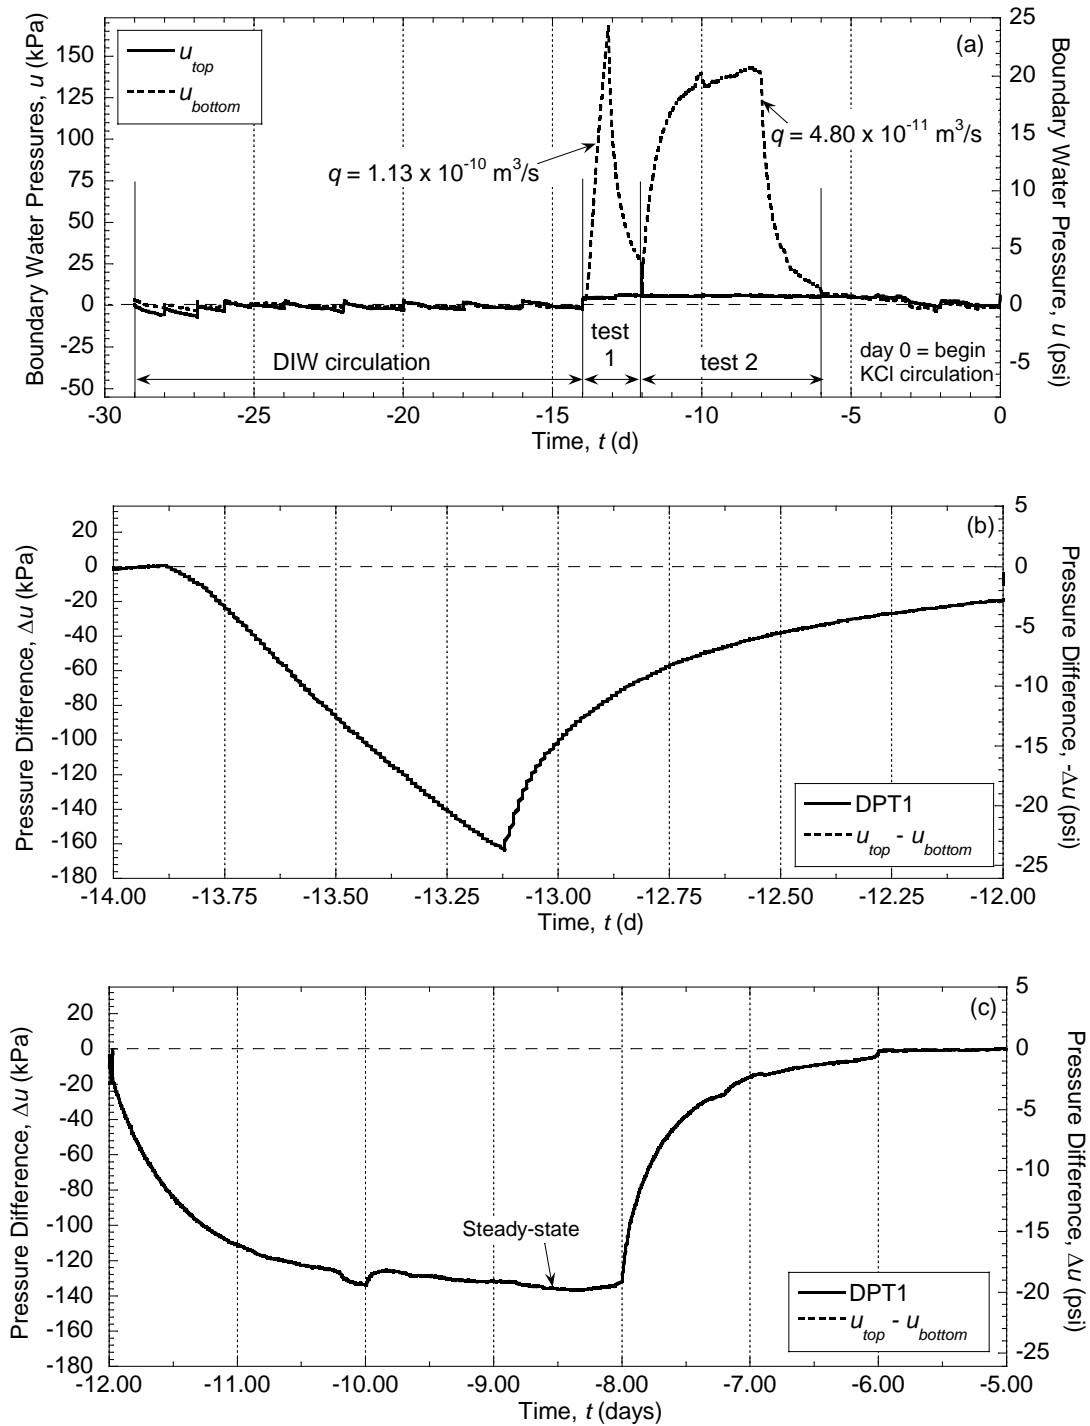 (a)
u top
u bottom
q = 1.13 x 10^-10 m^3/s
q = 4.80 x 10^-11 m^3/s
DIW circulation
test
1
test 2
day 0 = begin
KCl circulation
Boundary Water Pressures, u (kPa)
150
125
100
75
50
25
0
-25
-50
Boundary Water Pressure, u (psi)
25
20
15
10
5
0
-5
-30 -25 -20 -15 -10 -5 0
Time, t (d)
(b)
Pressure Difference, Δu (kPa)
20
0
-20
-40
-60
-80
-100
-120
-140
-160
-180
Pressure Difference, -Δu (psi)
5
0
-5
-10
-15
-20
-25
DPT1
u top - u bottom
-14.00 -13.75 -13.50 -13.25 -13.00 -12.75 -12.50 -12.25 -12.00
Time, t (d)
(c)
Pressure Difference, Δu (kPa)
20
0
-20
-40
-60
-80
-100
-120
-140
-160
-180
Pressure Difference, Δu (psi)
5
0
-5
-10
-15
-20
-25
Steady-state
DPT1
u top - u bottom
-12.00 -11.00 -10.00 -9.00 -8.00 -7.00 -6.00 -5.00
Time, t (days)